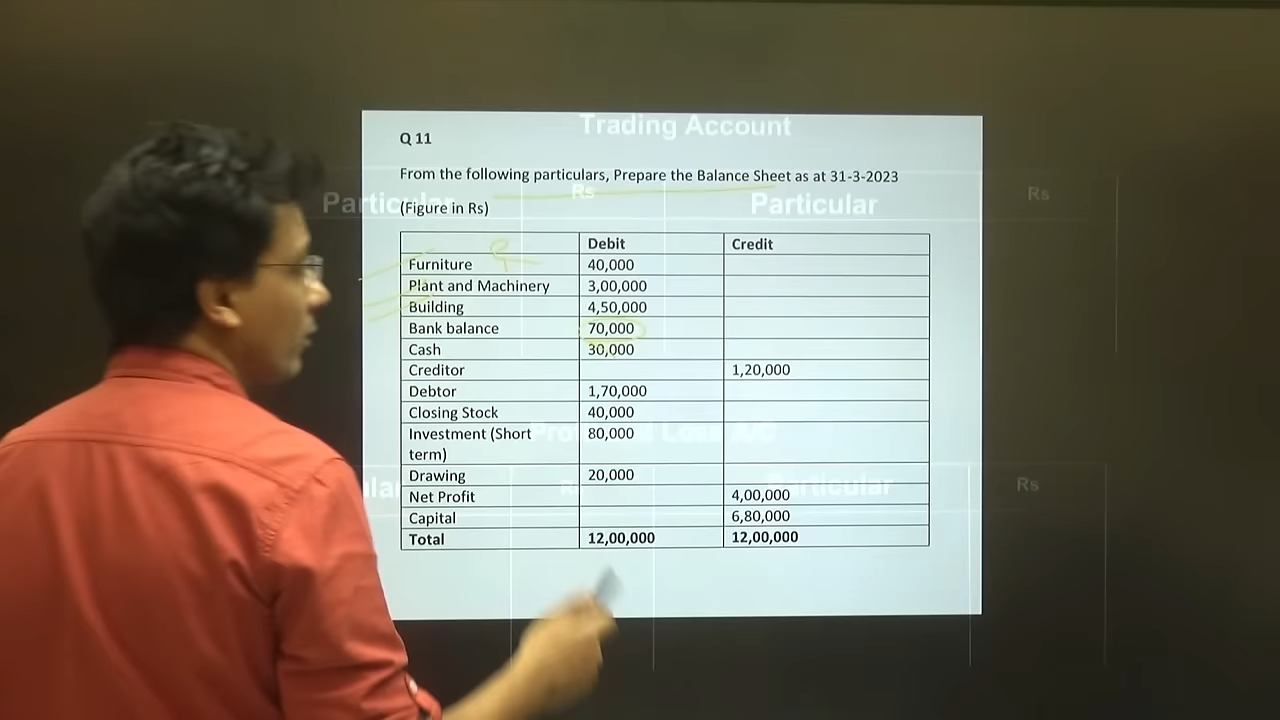 Trading Account
Q 11
From the following particulars, Prepare the Balance Sheet as at 31-3-2023
Rs
Rs
Particular
Particular
(Figure in Rs)
Debit Credit
Furniture 40,000
Plant and Machinery 3,00,000
Building 4,50,000
Bank balance 70,000
Cash 30,000
Creditor 1,20,000
Debtor 1,70,000
Closing Stock 40,000
Investment (Short 80,000
term)
Drawing 20,000
Rs
Net Profit 4,00,000
Particular
Capital 6,80,000
Total 12,00,000 12,00,000